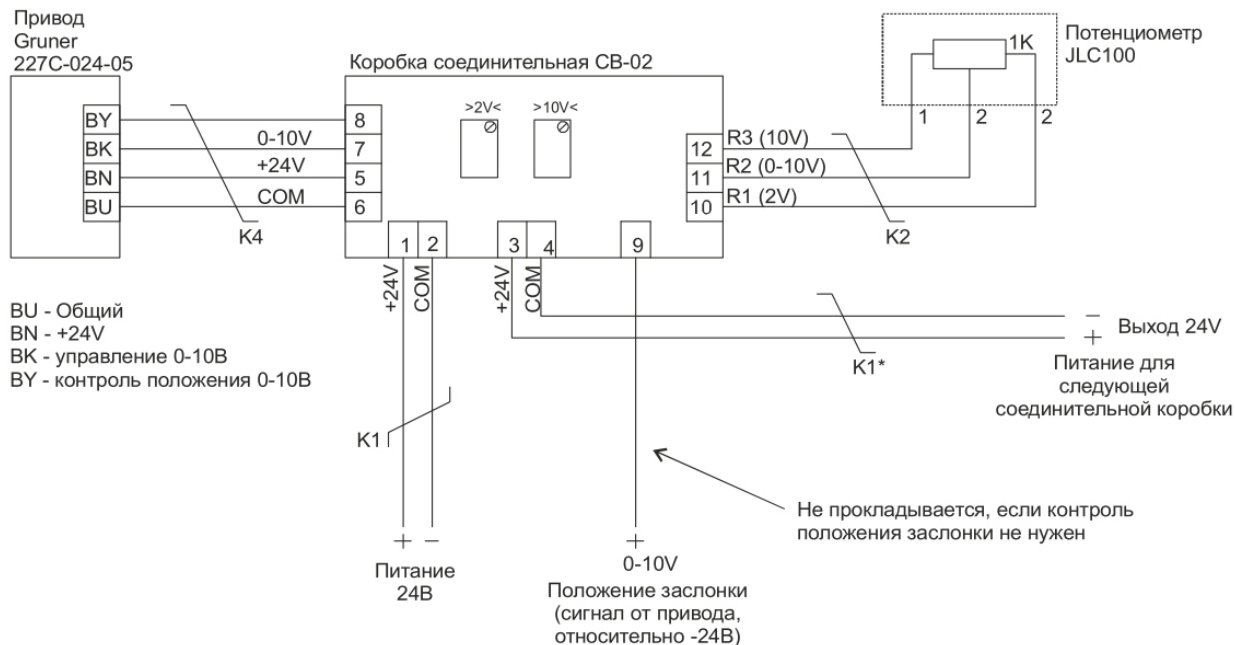 Привод
Gruner
227C-024-05
Коробка соединительная СВ-02
Потенциометр
JLC100
1K
>2V<
>10V<
BY
BK
BN
BU
0-10V
+24V
COM
K4
8
7
5
6
12
11
10
R3 (10V)
R2 (0-10V)
R1 (2V)
1
2
2
K2
1
2
3
4
9
+24V
COM
+24V
COM
BU - Общий
BN - +24V
BK - управление 0-10В
BY - контроль положения 0-10В
K1
K1*
− Выход 24V
+
Питание для
следующей
соединительной коробки
Не прокладывается, если контроль
положения заслонки не нужен
+ −
Питание
24В
+
0-10V
Положение заслонки
(сигнал от привода,
относительно -24В)